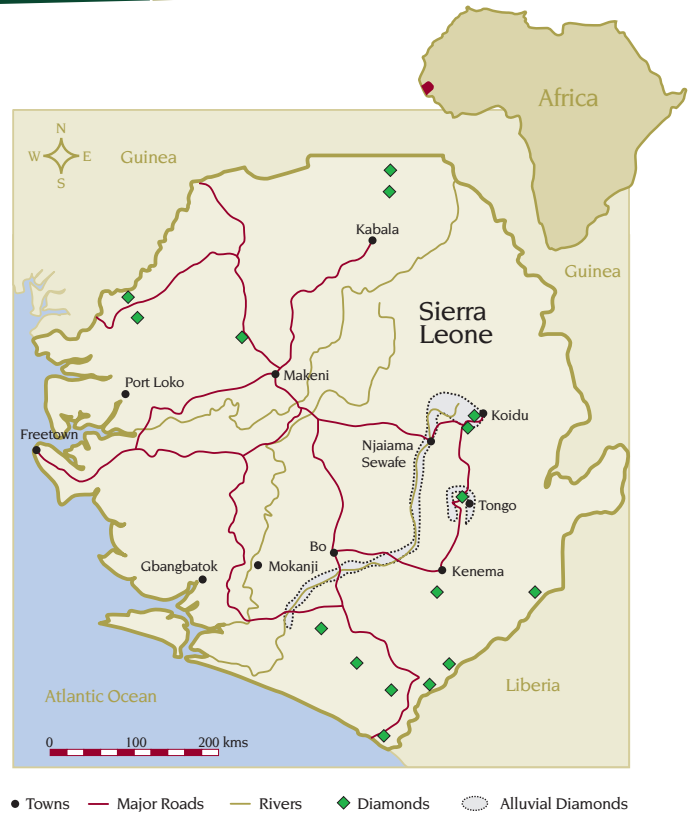 Africa
N
W E
S
Guinea
Kabala
Guinea
Sierra
Leone
Makeni
Port Loko
Koidu
Freetown
Njaiama
Sewafe
Tongo
Bo
Gbangbatok
Mokanji
Kenema
Liberia
Atlantic Ocean
0 100 200 kms
Towns Major Roads Rivers Diamonds Alluvial Diamonds